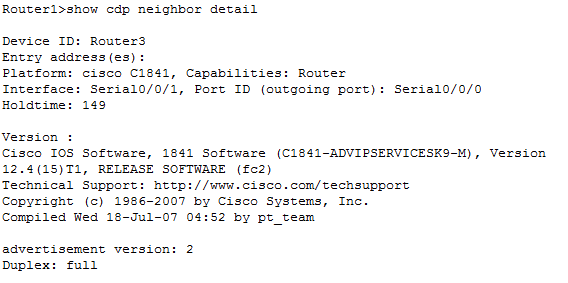 Router1>show cdp neighbor detail
Device ID: Router3
Entry address(es):
Platform: cisco C1841, Capabilities: Router
Interface: Serial0/0/1, Port ID (outgoing port): Serial0/0/0
Holdtime: 149
Version :
Cisco IOS Software, 1841 Software (C1841-ADVIPSERVICESK9-M), Version
12.4(15)T1, RELEASE SOFTWARE (fc2)
Technical Support: http://www.cisco.com/techsupport
Copyright (c) 1986-2007 by Cisco Systems, Inc.
Compiled Wed 18-Jul-07 04:52 by pt_team
advertisement version: 2
Duplex: full